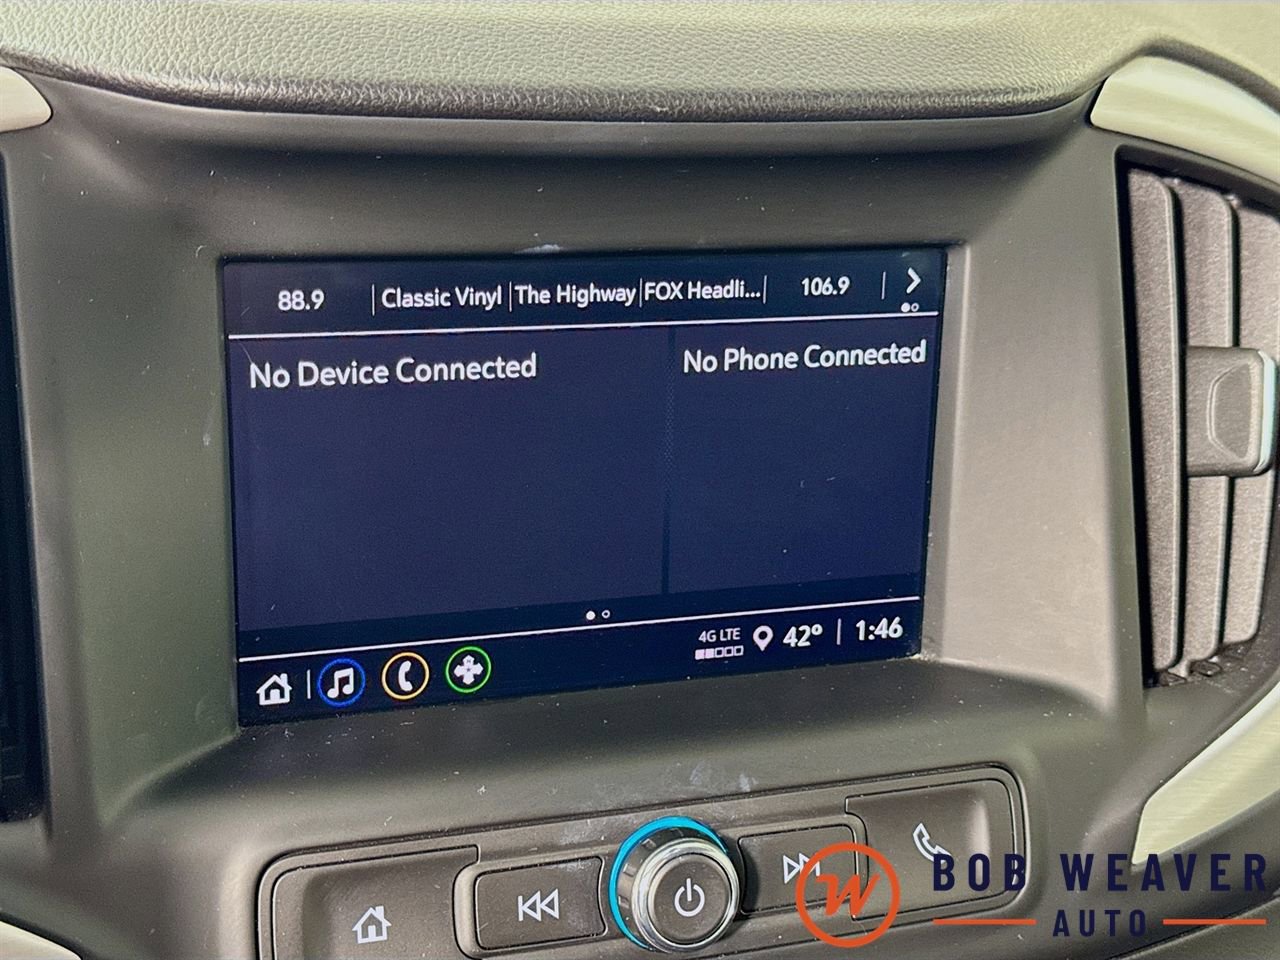 88.9 Classic Vinyl The Highway FOX Headli... 106.9
No Device Connected
No Phone Connected
4G LTE 42° 1:46
BOB WEAVER
AUTO